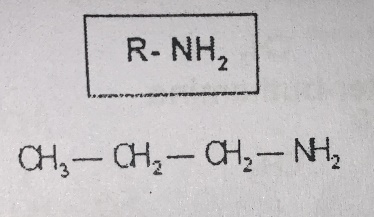 R- NH₂
CH₃— CH₂— CH₂— NH₂